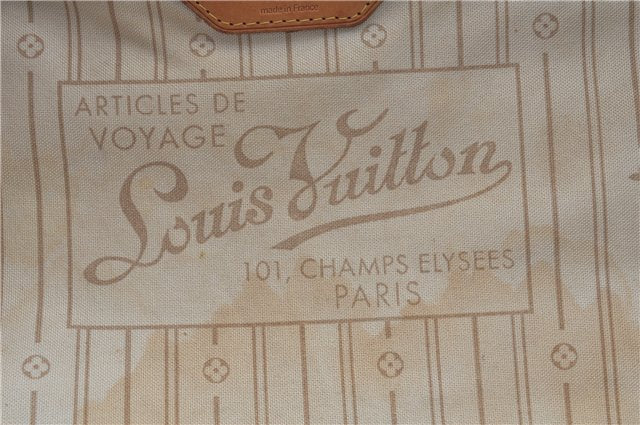 made in France
ARTICLES DE
VOYAGE
Louis Vuitton
101, CHAMPS ELYSEES
PARIS